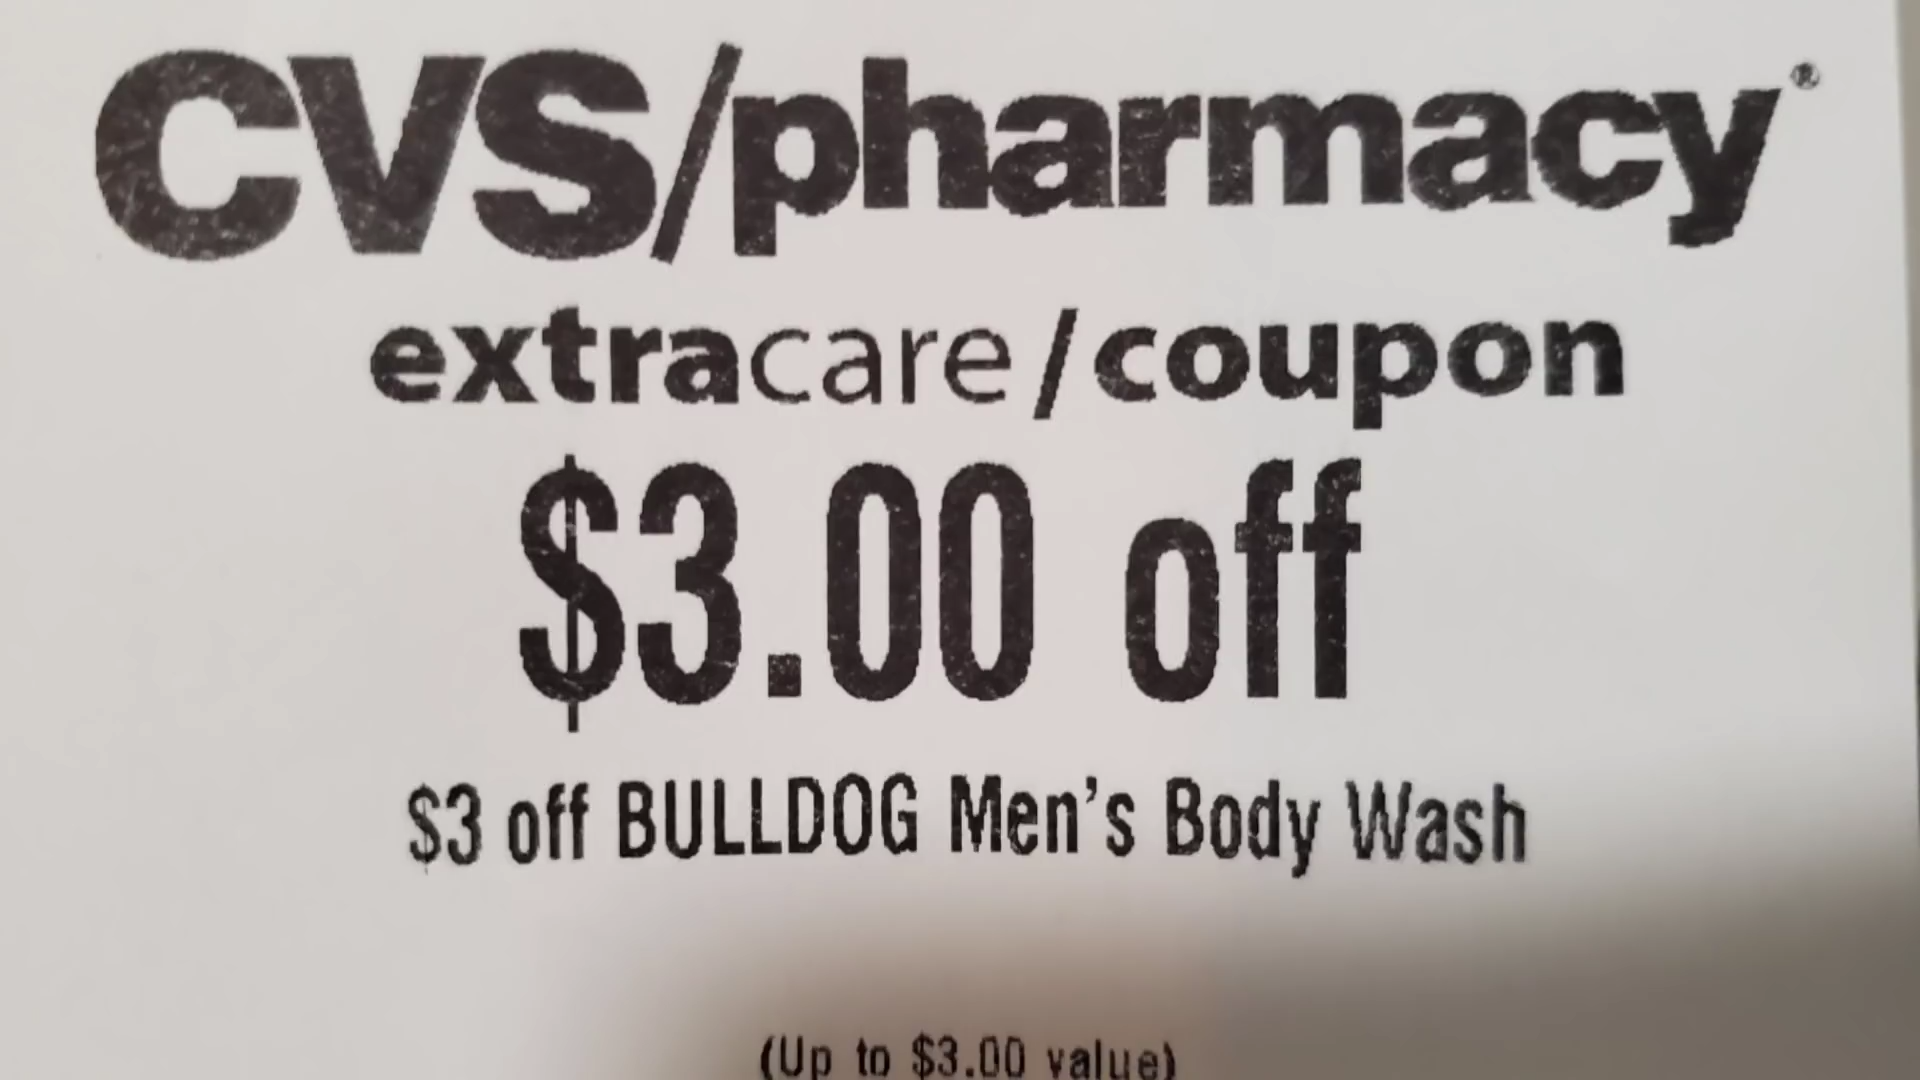 CVS/pharmacy®
extracare/coupon
$3.00 off
$3 off BULLDOG Men's Body Wash
(Up to $3.00 value)